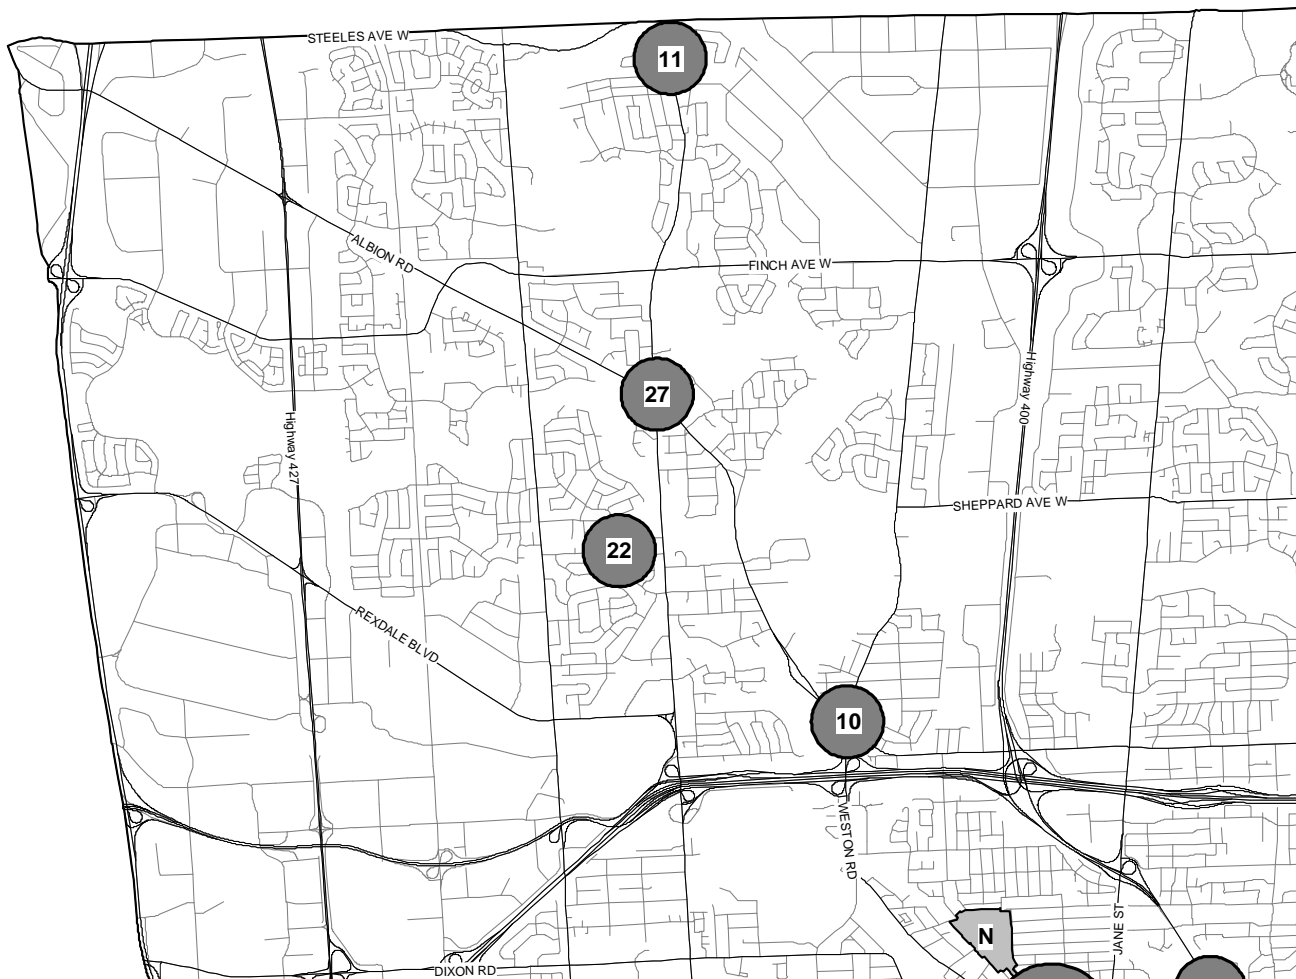 STEELES AVE W
11
ALBION RD
FINCH AVE W
27
Highway 400
Highway 427
SHEPPARD AVE W
22
REXDALE BLVD
10
WESTON RD
JANE ST
N
DIXON RD